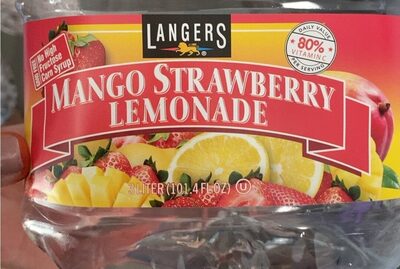 LANGERS
No High
Fructose
Corn Syrup
DAILY VALUE
80%
VITAMIN C
PER SERVING
MANGO STRAWBERRY
LEMONADE
3 LITER (101.4 FL OZ) U